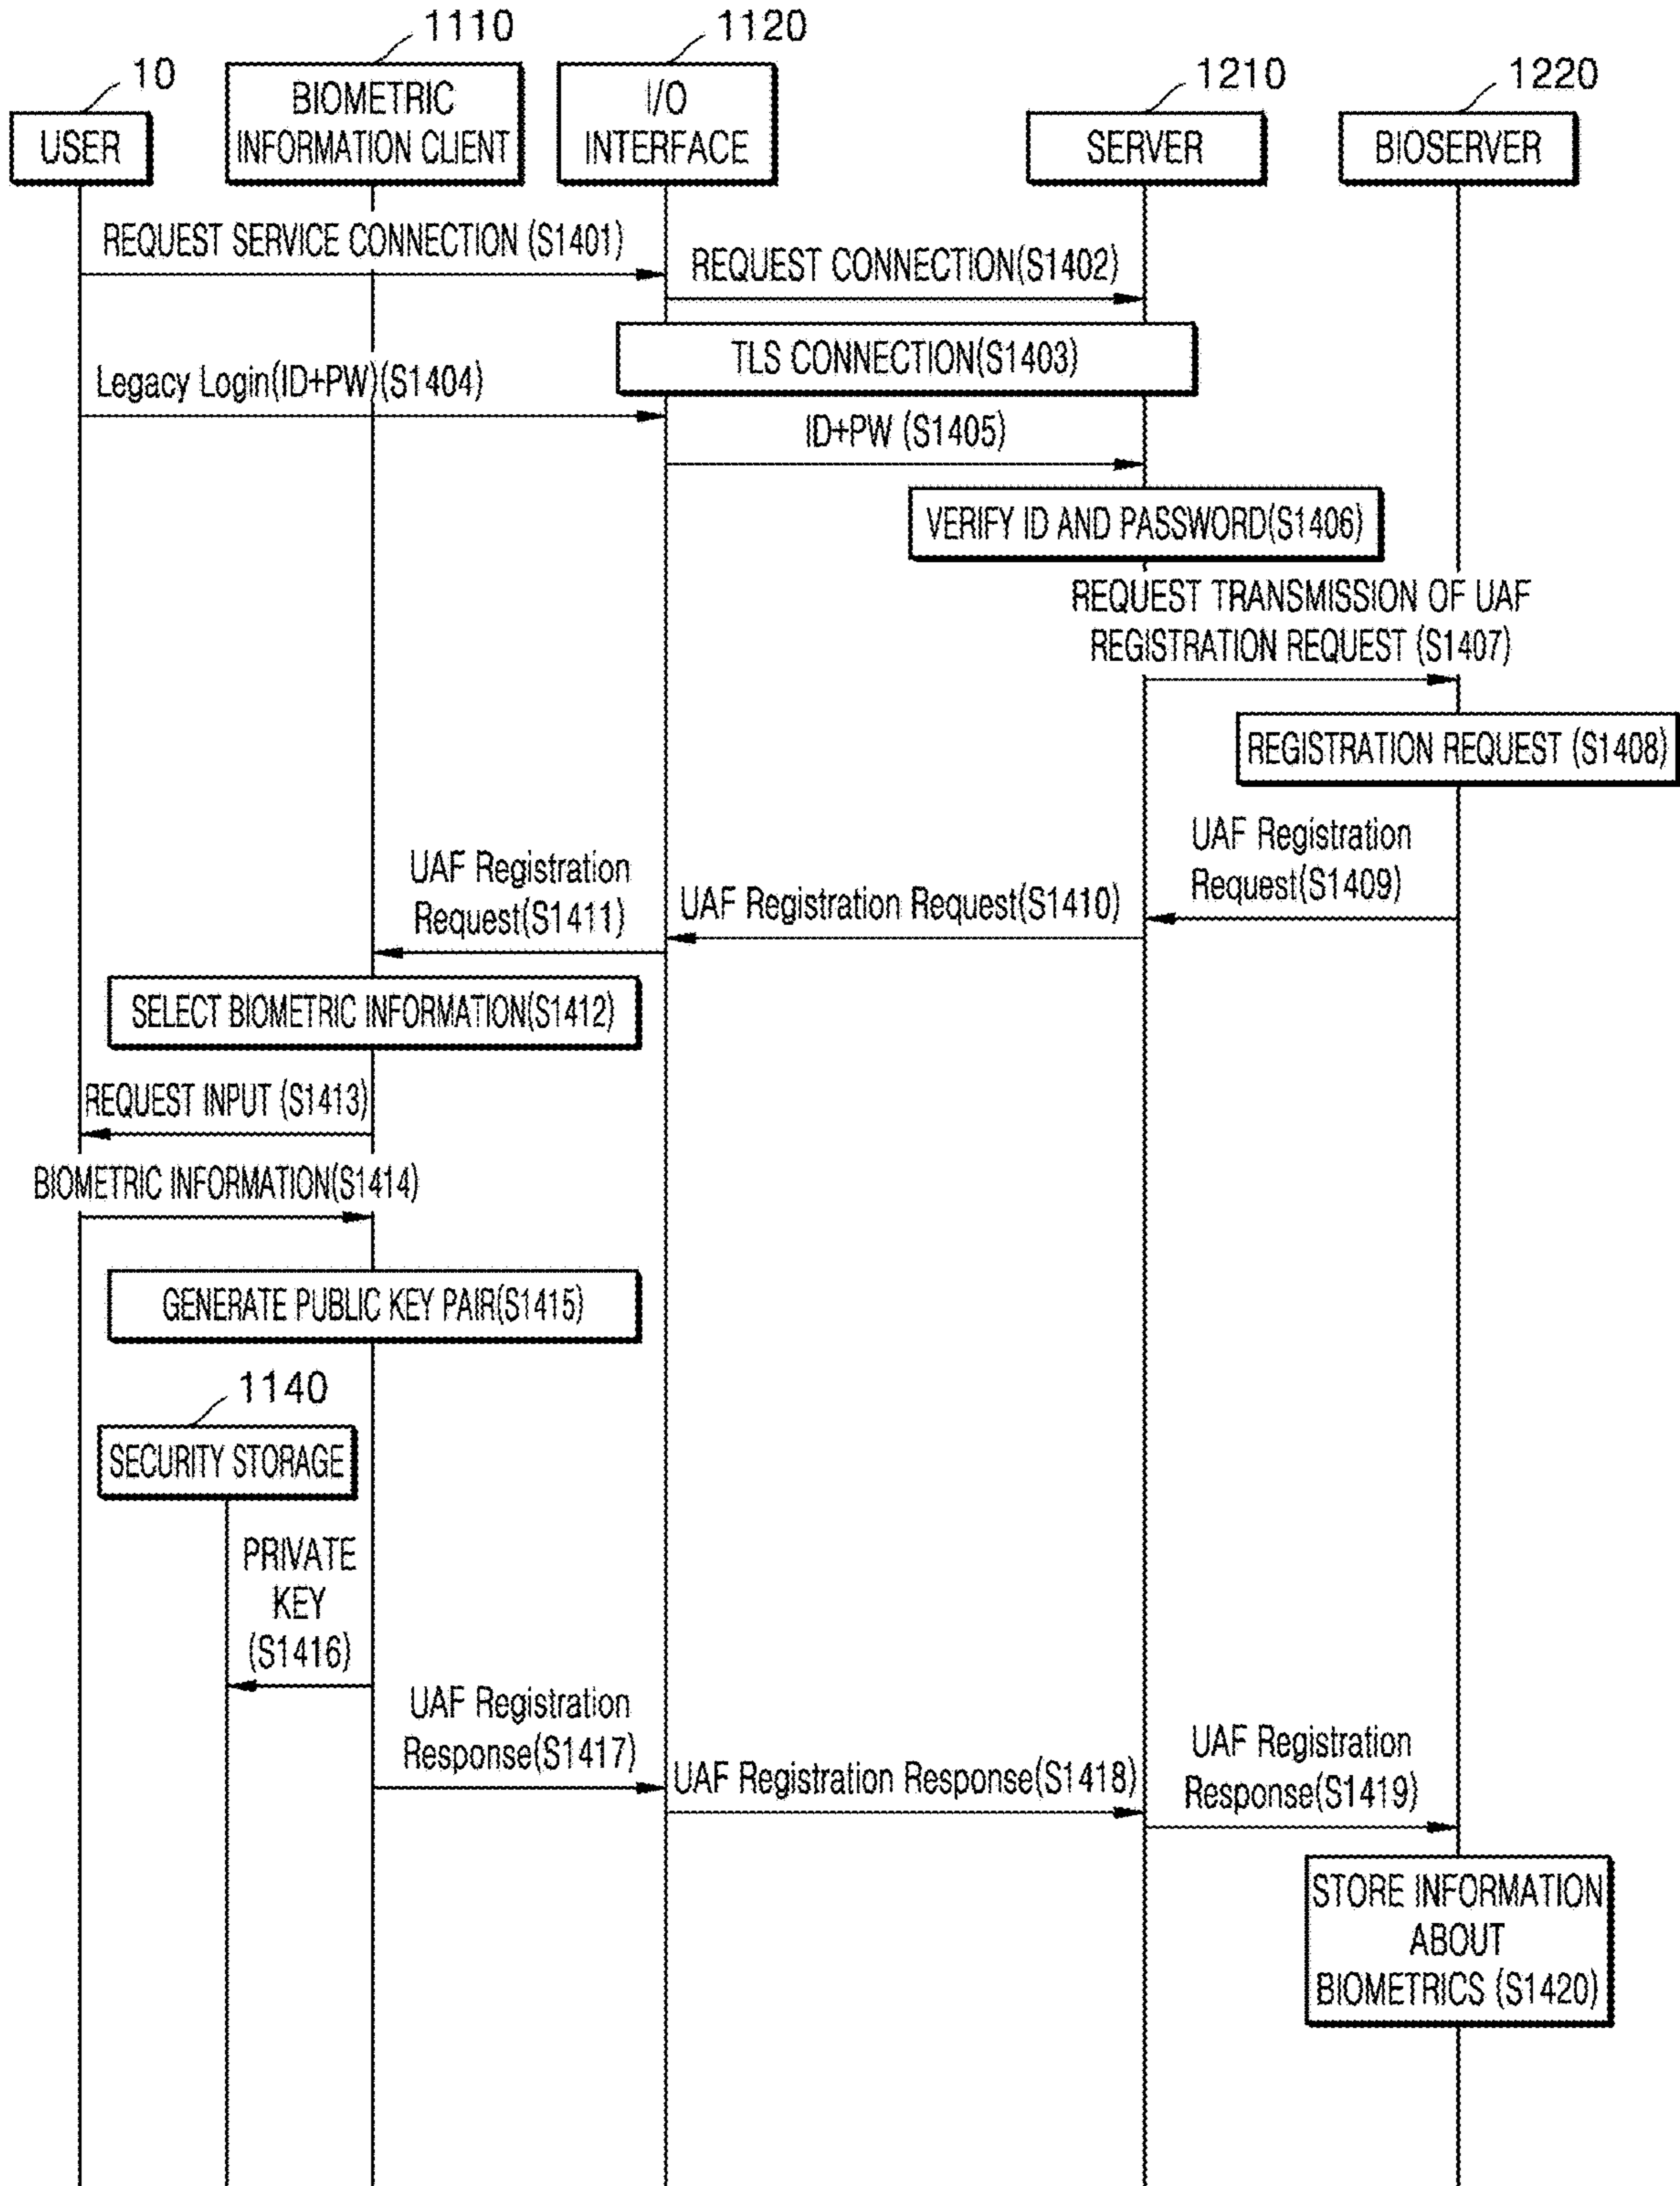 1110
1120
10
1210
1220
BIOMETRIC
INFORMATION CLIENT
I/O
INTERFACE
USER
SERVER
BIOSERVER
REQUEST SERVICE CONNECTION (S1401)
REQUEST CONNECTION(S1402)
TLS CONNECTION(S1403)
Legacy Login(ID+PW)(S1404)
ID+PW (S1405)
VERIFY ID AND PASSWORD(S1406)
REQUEST TRANSMISSION OF UAF
REGISTRATION REQUEST (S1407)
REGISTRATION REQUEST (S1408)
UAF Registration
Request(S1409)
UAF Registration Request(S1410)
UAF Registration
Request(S1411)
SELECT BIOMETRIC INFORMATION(S1412)
REQUEST INPUT (S1413)
BIOMETRIC INFORMATION(S1414)
GENERATE PUBLIC KEY PAIR(S1415)
1140
SECURITY STORAGE
PRIVATE
KEY
(S1416)
UAF Registration
Response(S1417)
UAF Registration Response(S1418)
UAF Registration
Response(S1419)
STORE INFORMATION
ABOUT
BIOMETRICS (S1420)